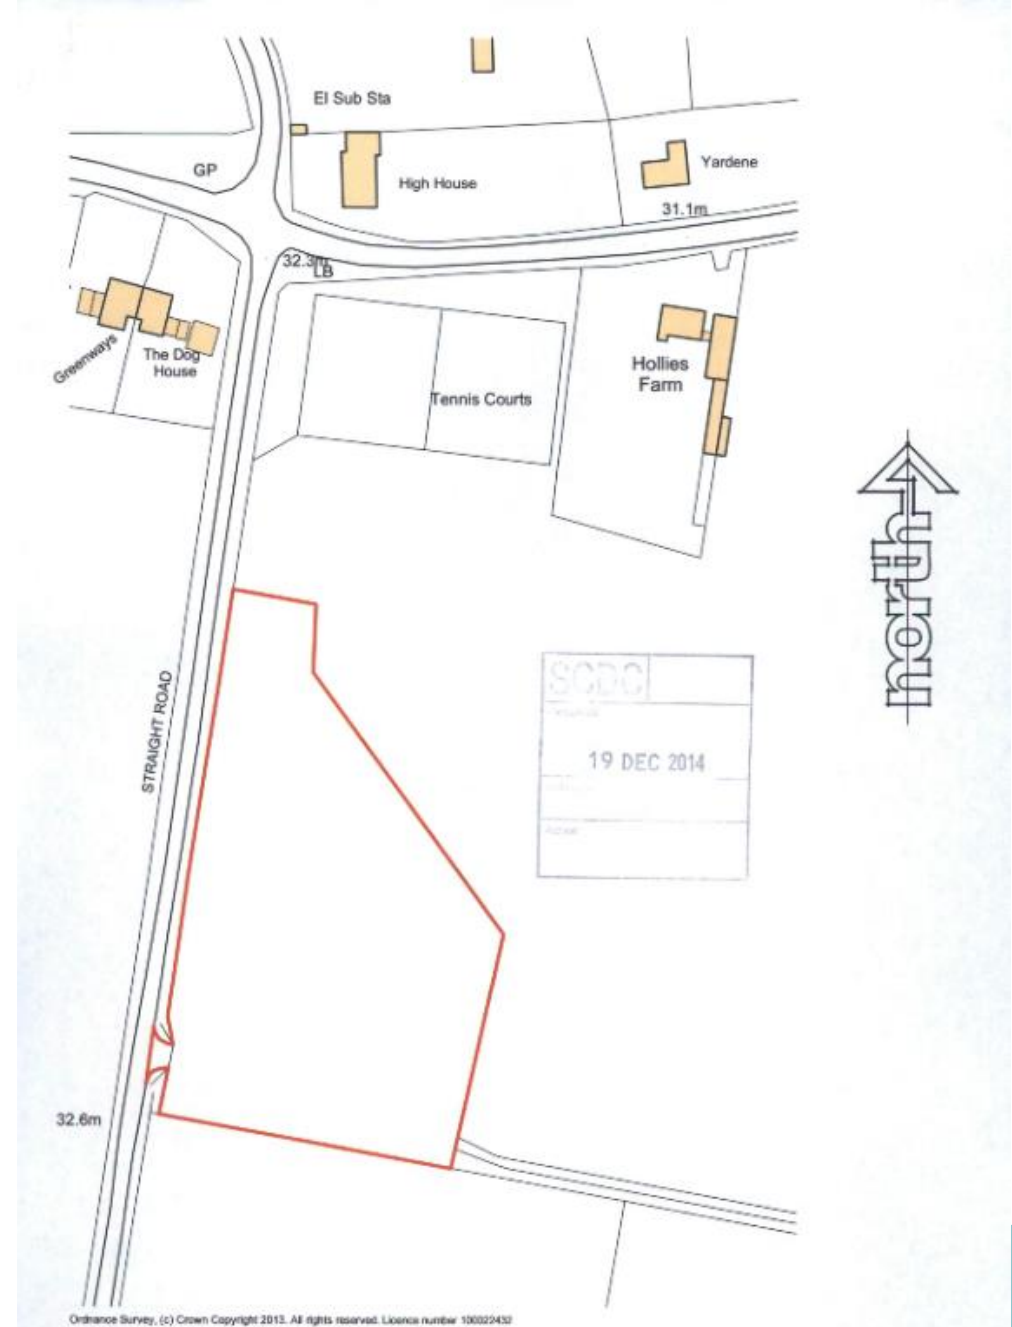 El Sub Sta
GP
High House
Yardene
31.1m
32.3m
LB
Greenways
The Dog
House
Hollies
Farm
Tennis Courts
north
STRAIGHT ROAD
SCDC
19 DEC 2014
32.6m
Ordnance Survey, (c) Crown Copyright 2013. All rights reserved. Licence number 100022432